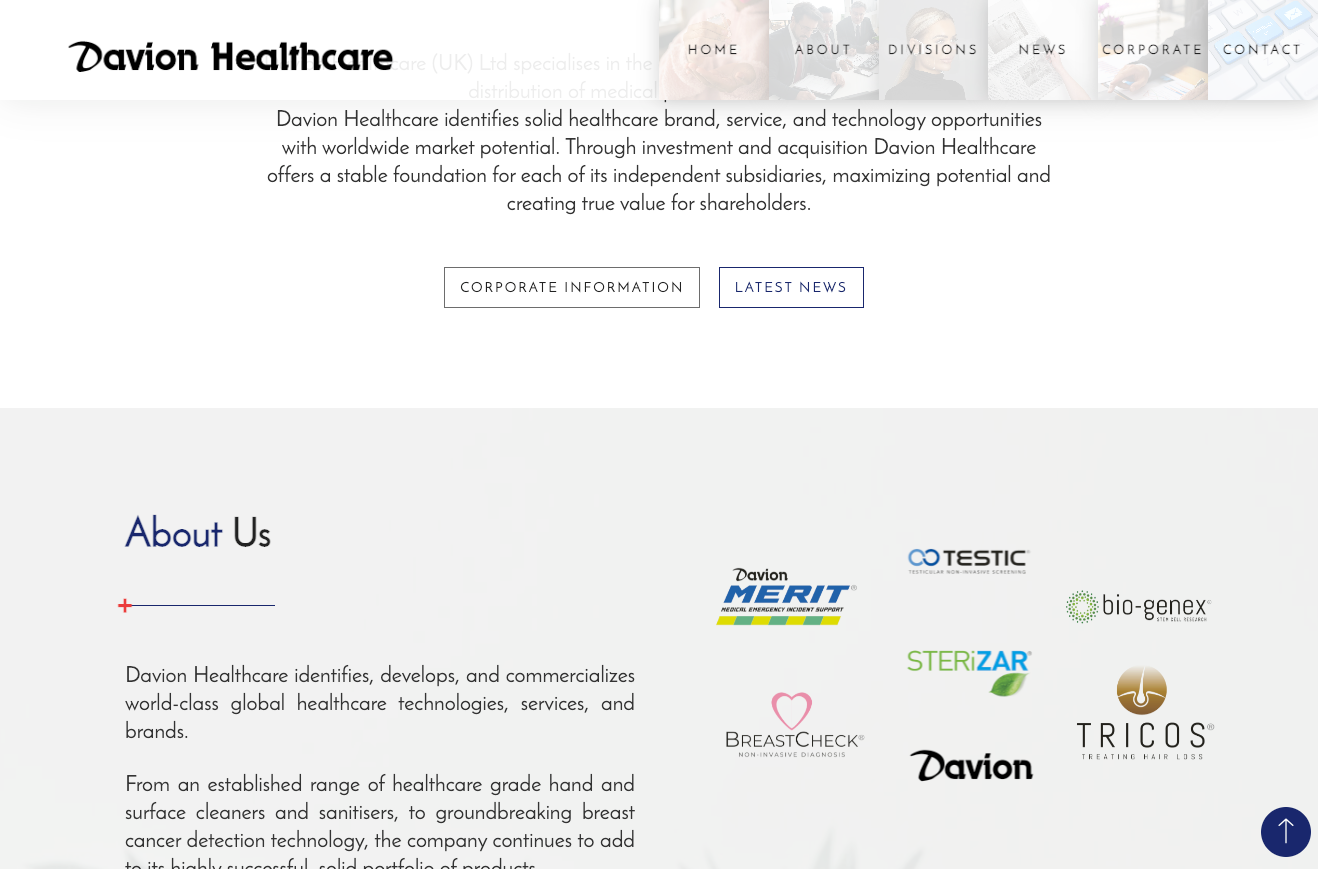 Davion Healthcare
HOME
ABOUT
DIVISIONS
NEWS
CORPORATE
CONTACT
care (UK) Ltd specialises in the
distribution of medical
Davion Healthcare identifies solid healthcare brand, service, and technology opportunities
with worldwide market potential. Through investment and acquisition Davion Healthcare
offers a stable foundation for each of its independent subsidiaries, maximizing potential and
creating true value for shareholders.
CORPORATE INFORMATION
LATEST NEWS
About Us
Davion Healthcare identifies, develops, and commercializes
world-class global healthcare technologies, services, and
brands.
From an established range of healthcare grade hand and
surface cleaners and sanitisers, to groundbreaking breast
cancer detection technology, the company continues to add
to its highly successful, solid portfolio of products.
Davion
MERIT®
MEDICAL EMERGENCY INCIDENT SUPPORT
BREASTCHECK®
NON-INVASIVE DIAGNOSIS
TESTIC
TESTICULAR NON-INVASIVE SCREENING
STERiZAR®
Davion
bio-genex
STEM CELL RESEARCH
TRICOS®
TREATING HAIR LOSS